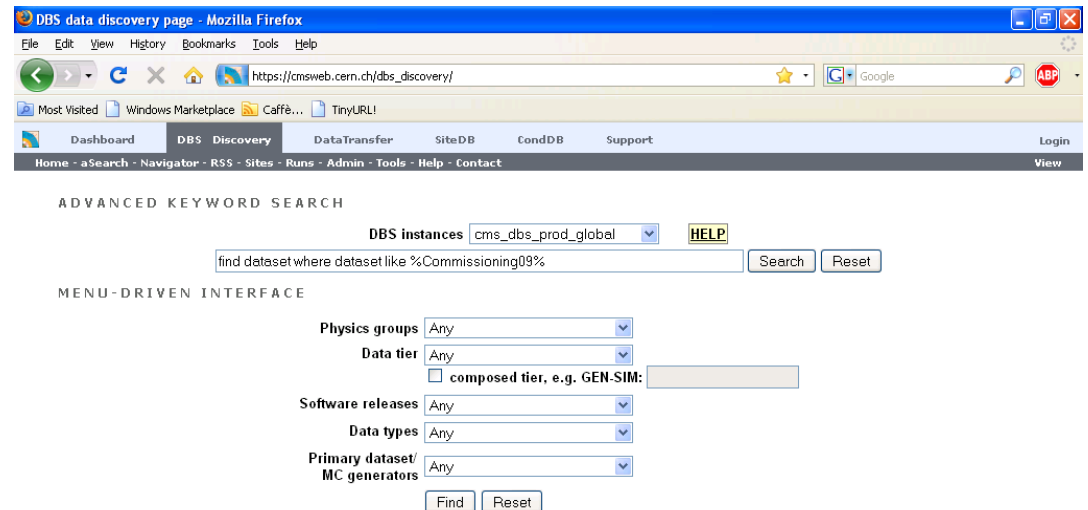 DBS data discovery page - Mozilla Firefox
File Edit View History Bookmarks Tools Help
https://cmsweb.cern.ch/dbs_discovery/
G Google
ABP
Most Visited Windows Marketplace Caffè... TinyURL!
Dashboard DBS Discovery DataTransfer SiteDB CondDB Support Login
Home - aSearch - Navigator - RSS - Sites - Runs - Admin - Tools - Help - Contact View
ADVANCED KEYWORD SEARCH
DBS instances cms_dbs_prod_global HELP
find dataset where dataset like %Commissioning09% Search Reset
MENU-DRIVEN INTERFACE
Physics groups Any
Data tier Any
composed tier, e.g. GEN-SIM:
Software releases Any
Data types Any
Primary dataset/
MC generators Any
Find Reset